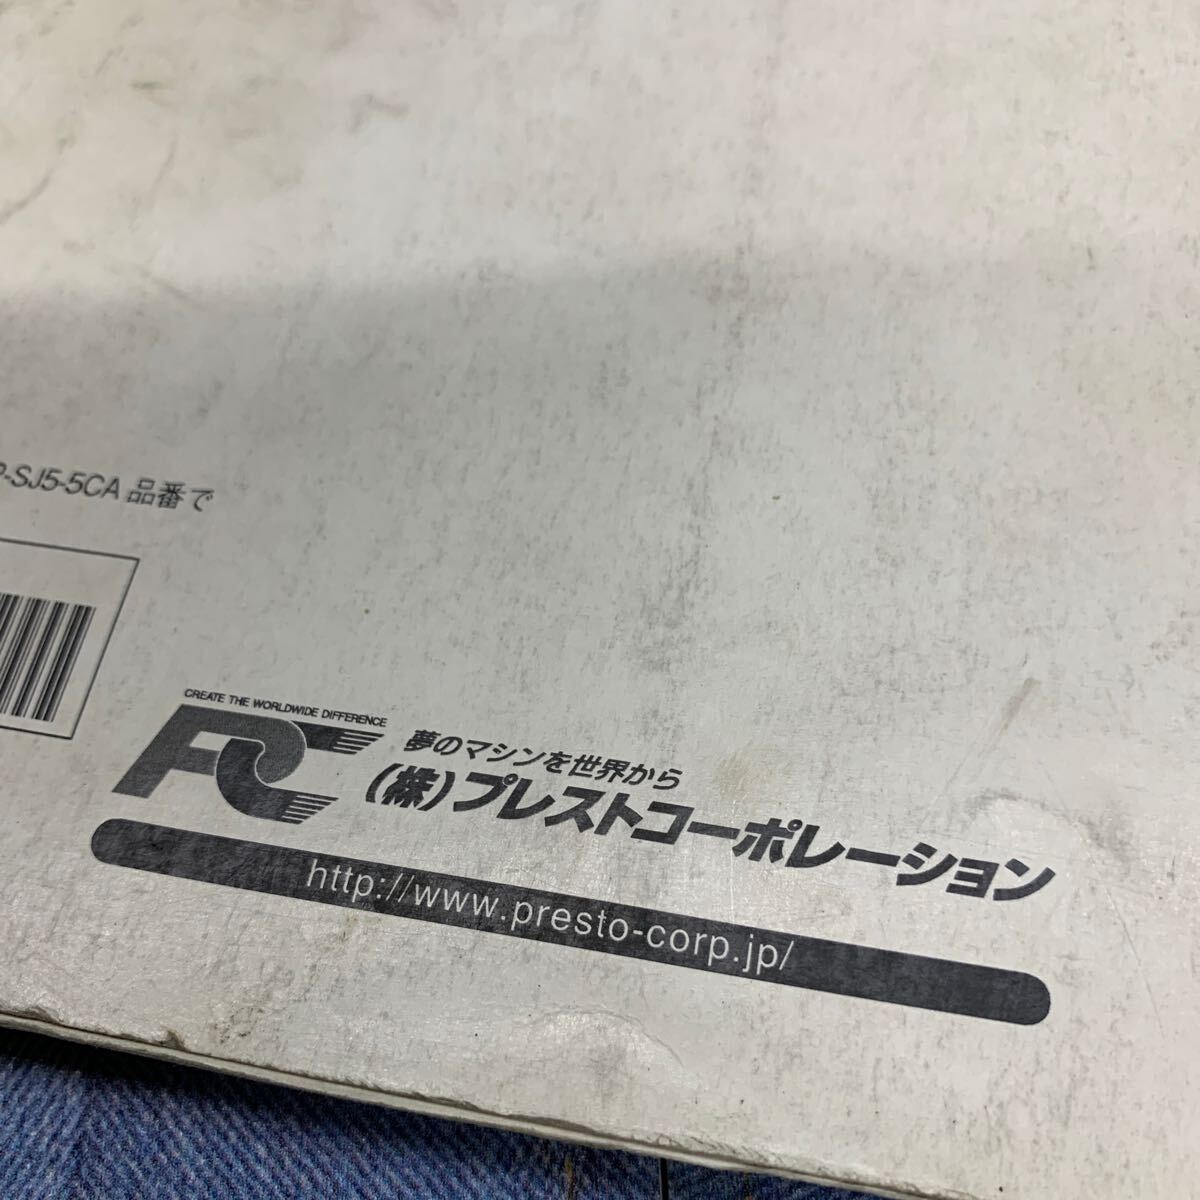 P-SJ5-5CA 品番で
CREATE THE WORLDWIDE DIFFERENCE
PC
夢のマシンを世界から
(株)プレストコーポレーション
http://www.presto-corp.jp/